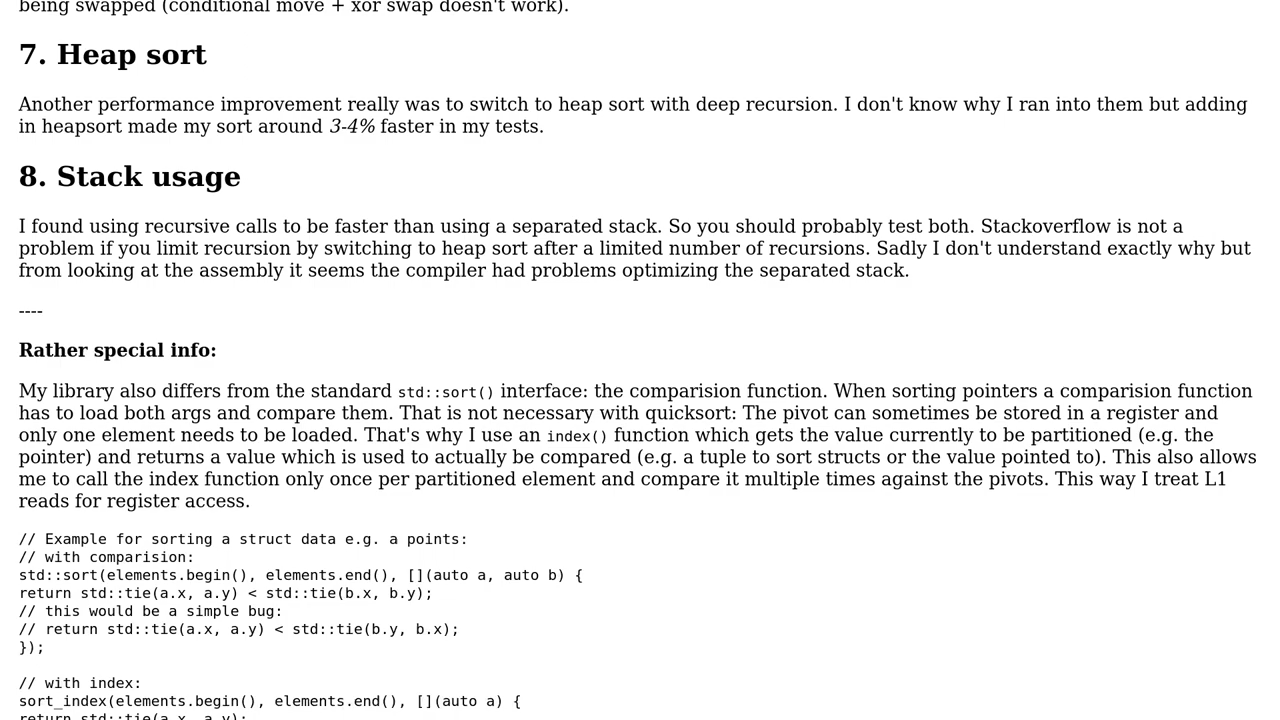 being swapped (conditional move + xor swap doesn't work).
7. Heap sort
Another performance improvement really was to switch to heap sort with deep recursion. I don't know why I ran into them but adding
in heapsort made my sort around 3-4% faster in my tests.
8. Stack usage
I found using recursive calls to be faster than using a separated stack. So you should probably test both. Stackoverflow is not a
problem if you limit recursion by switching to heap sort after a limited number of recursions. Sadly I don't understand exactly why but
from looking at the assembly it seems the compiler had problems optimizing the separated stack.
----
Rather special info:
My library also differs from the standard std::sort() interface: the comparision function. When sorting pointers a comparision function
has to load both args and compare them. That is not necessary with quicksort: The pivot can sometimes be stored in a register and
only one element needs to be loaded. That's why I use an index() function which gets the value currently to be partitioned (e.g. the
pointer) and returns a value which is used to actually be compared (e.g. a tuple to sort structs or the value pointed to). This also allows
me to call the index function only once per partitioned element and compare it multiple times against the pivots. This way I treat L1
reads for register access.
// Example for sorting a struct data e.g. a points:
// with comparision:
std::sort(elements.begin(), elements.end(), [](auto a, auto b) {
return std::tie(a.x, a.y) < std::tie(b.x, b.y);
// this would be a simple bug:
// return std::tie(a.x, a.y) < std::tie(b.y, b.x);
});
// with index:
sort_index(elements.begin(), elements.end(), [](auto a) {
return std::tie(a.x, a.y);